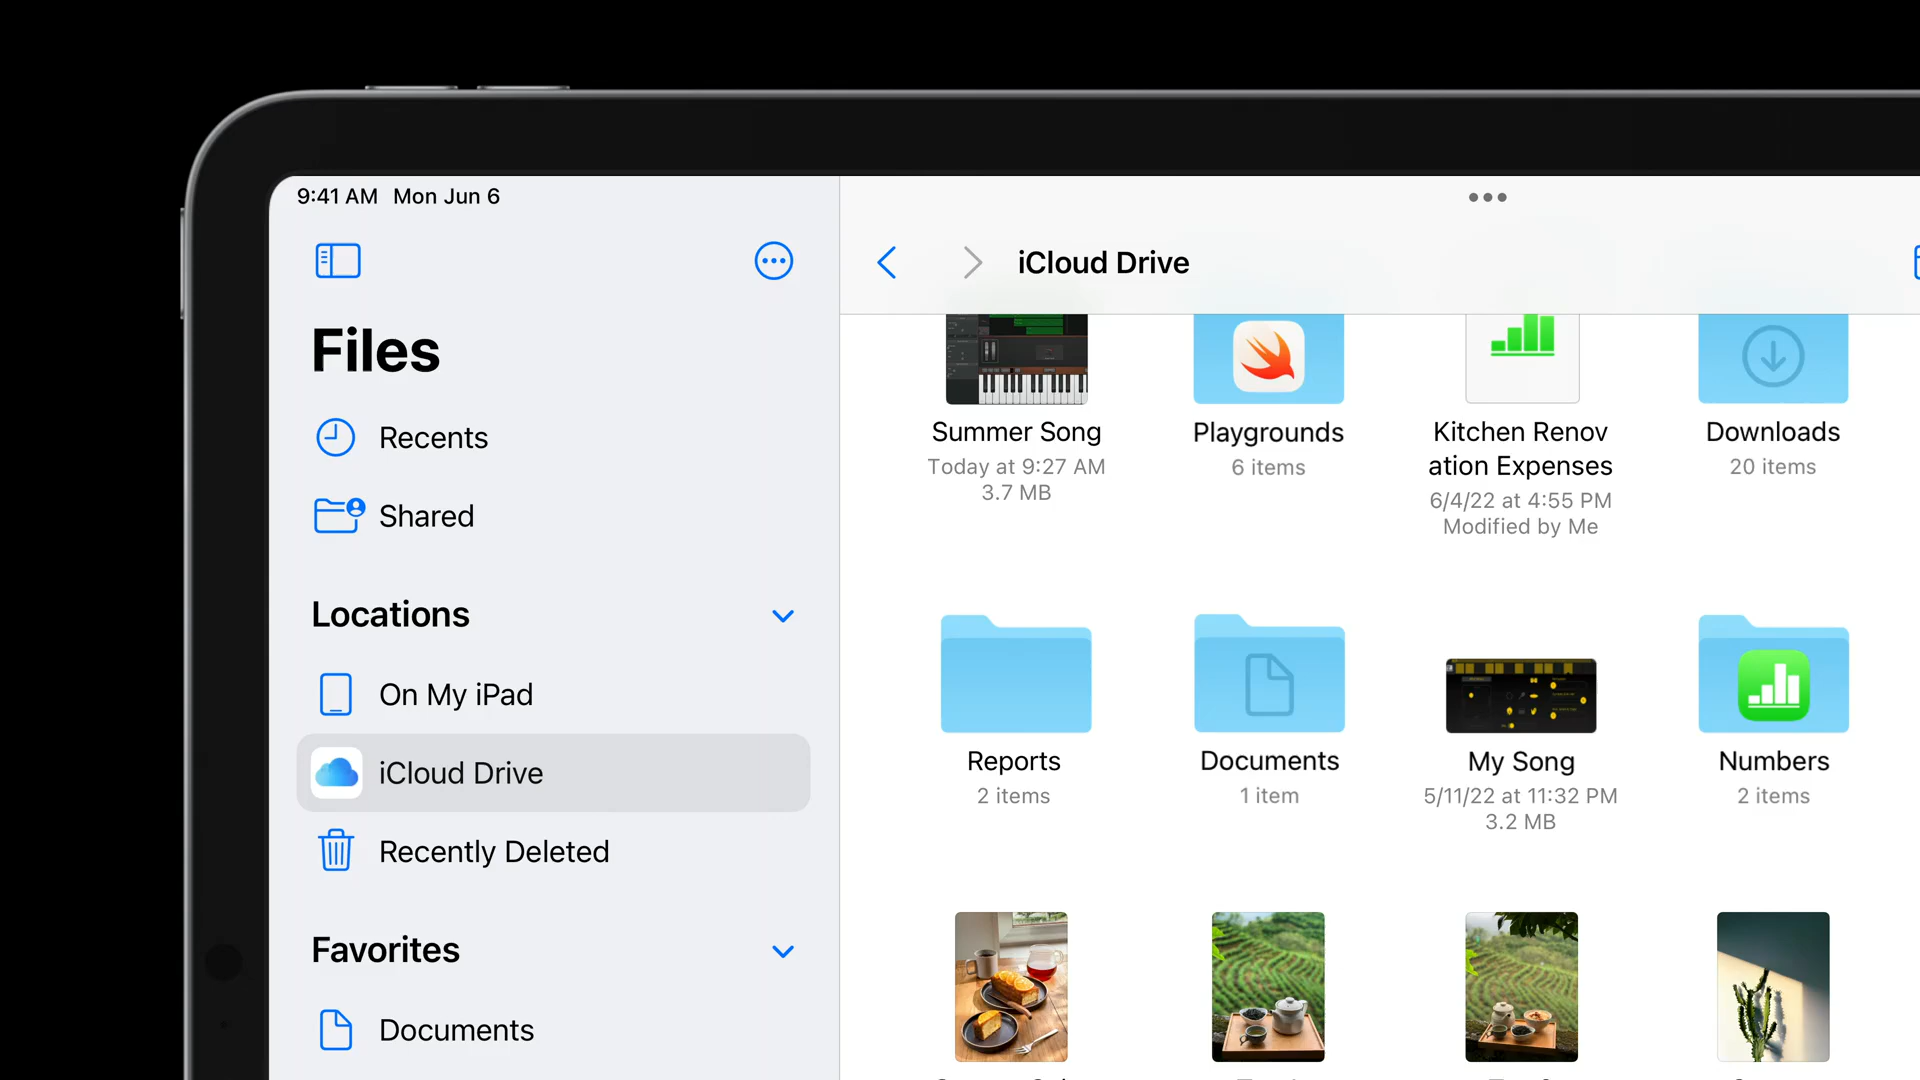 9:41 AM Mon Jun 6
Files
Recents
Shared
Locations
On My iPad
iCloud Drive
Recently Deleted
Favorites
Documents
iCloud Drive
Summer Song
Today at 9:27 AM
3.7 MB
Playgrounds
6 items
Kitchen Renov
ation Expenses
6/4/22 at 4:55 PM
Modified by Me
Downloads
20 items
Reports
2 items
Documents
1 item
My Song
5/11/22 at 11:32 PM
3.2 MB
Numbers
2 items